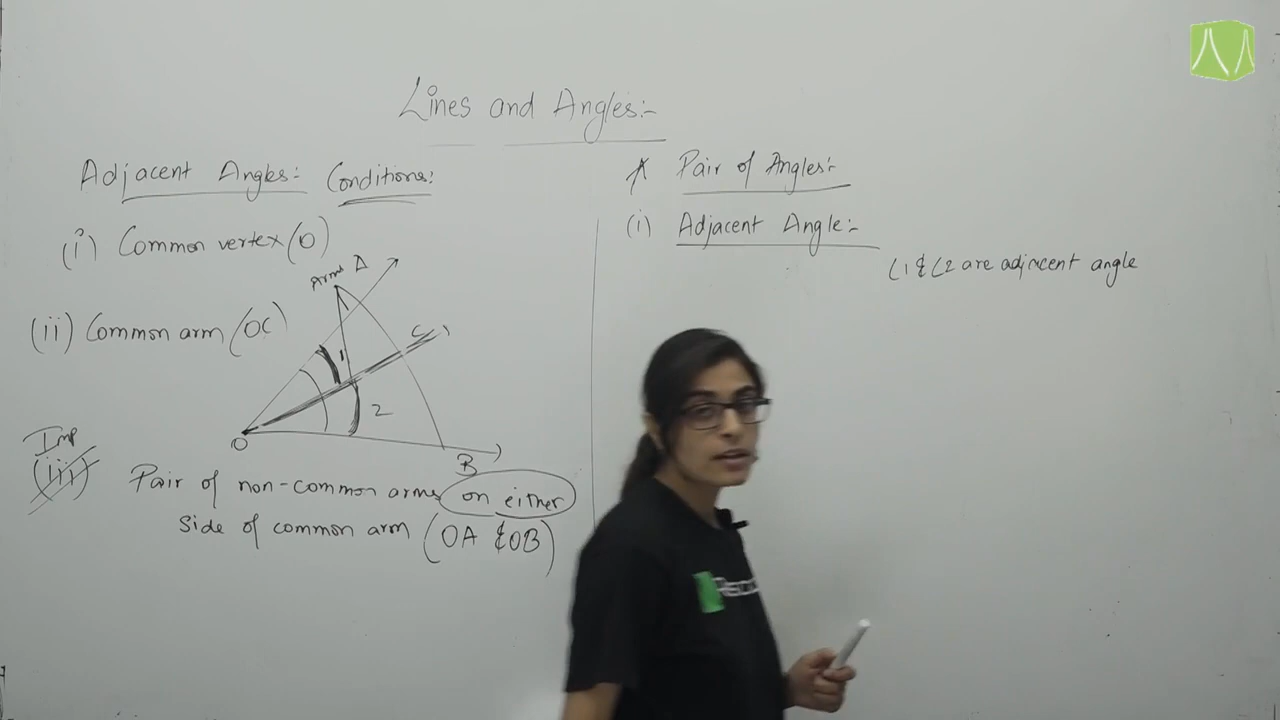 Lines and Angles:-
Adjacent Angles:- Conditions:
(i) Common vertex (O)
(ii) Common arm (OC)
Arms A
C
1
2
O
B
Imp
(iii) Pair of non-common arms on either
side of common arm (OA & OB)
Pair of Angles:-
(i) Adjacent Angle:-
∠1 & ∠2 are adjacent angle